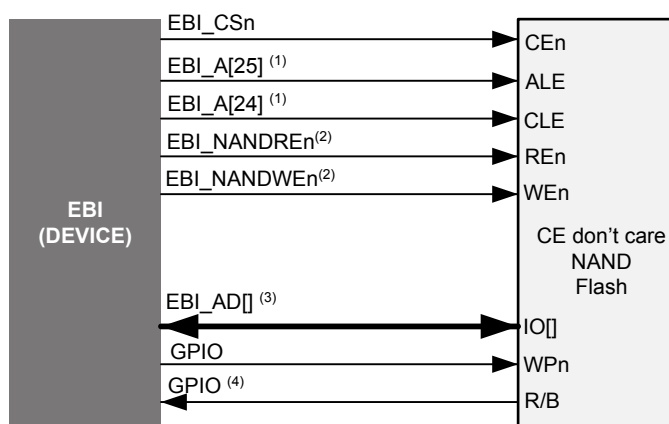 EBI_CSn
CEn
EBI_A[25] (1)
ALE
EBI_A[24] (1)
CLE
EBI_NANDREn(2)
REn
EBI_NANDWEn(2)
WEn
EBI
(DEVICE)
CE don't care
NAND
Flash
EBI_AD[] (3)
IO[]
GPIO
WPn
GPIO (4)
R/B